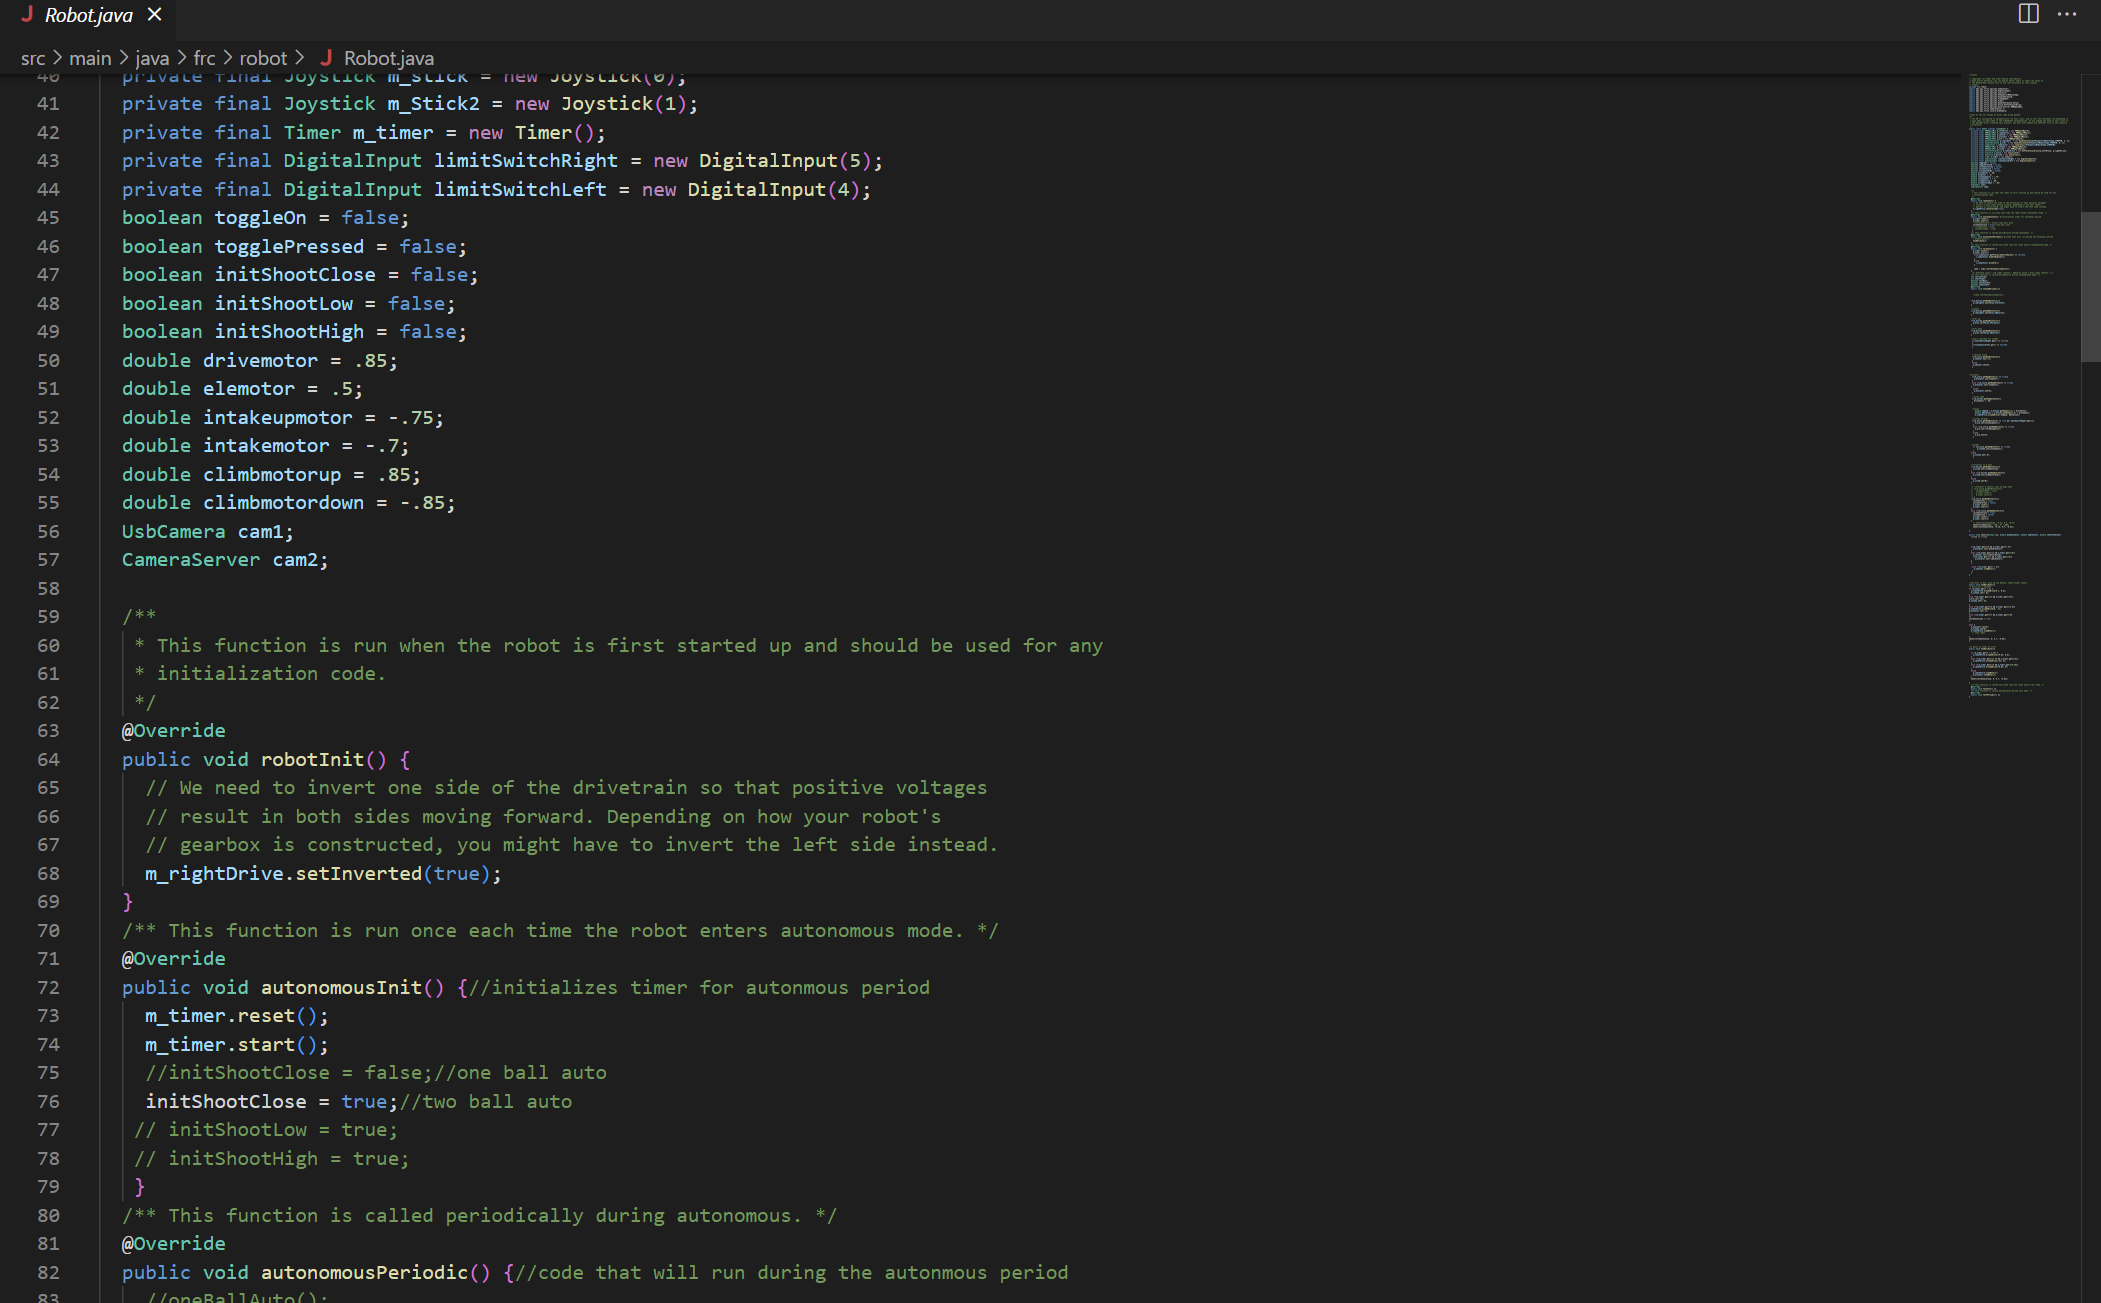 J Robot.java ×
src > main > java > frc > robot > J Robot.java
40 private final Joystick m_stick = new Joystick(0);
41 private final Joystick m_Stick2 = new Joystick(1);
42 private final Timer m_timer = new Timer();
43 private final DigitalInput limitSwitchRight = new DigitalInput(5);
44 private final DigitalInput limitSwitchLeft = new DigitalInput(4);
45 boolean toggleOn = false;
46 boolean togglePressed = false;
47 boolean initShootClose = false;
48 boolean initShootLow = false;
49 boolean initShootHigh = false;
50 double drivemotor = .85;
51 double elemotor = .5;
52 double intakeupmotor = -.75;
53 double intakemotor = -.7;
54 double climbmotorup = .85;
55 double climbmotordown = -.85;
56 UsbCamera cam1;
57 CameraServer cam2;
58
59 /**
60 * This function is run when the robot is first started up and should be used for any
61 * initialization code.
62 */
63 @Override
64 public void robotInit() {
65 // We need to invert one side of the drivetrain so that positive voltages
66 // result in both sides moving forward. Depending on how your robot's
67 // gearbox is constructed, you might have to invert the left side instead.
68 m_rightDrive.setInverted(true);
69 }
70 /** This function is run once each time the robot enters autonomous mode. */
71 @Override
72 public void autonomousInit() {//initializes timer for autonmous period
73 m_timer.reset();
74 m_timer.start();
75 //initShootClose = false;//one ball auto
76 initShootClose = true;//two ball auto
77 // initShootLow = true;
78 // initShootHigh = true;
79 }
80 /** This function is called periodically during autonomous. */
81 @Override
82 public void autonomousPeriodic() {//code that will run during the autonmous period
83 //oneBallAuto();